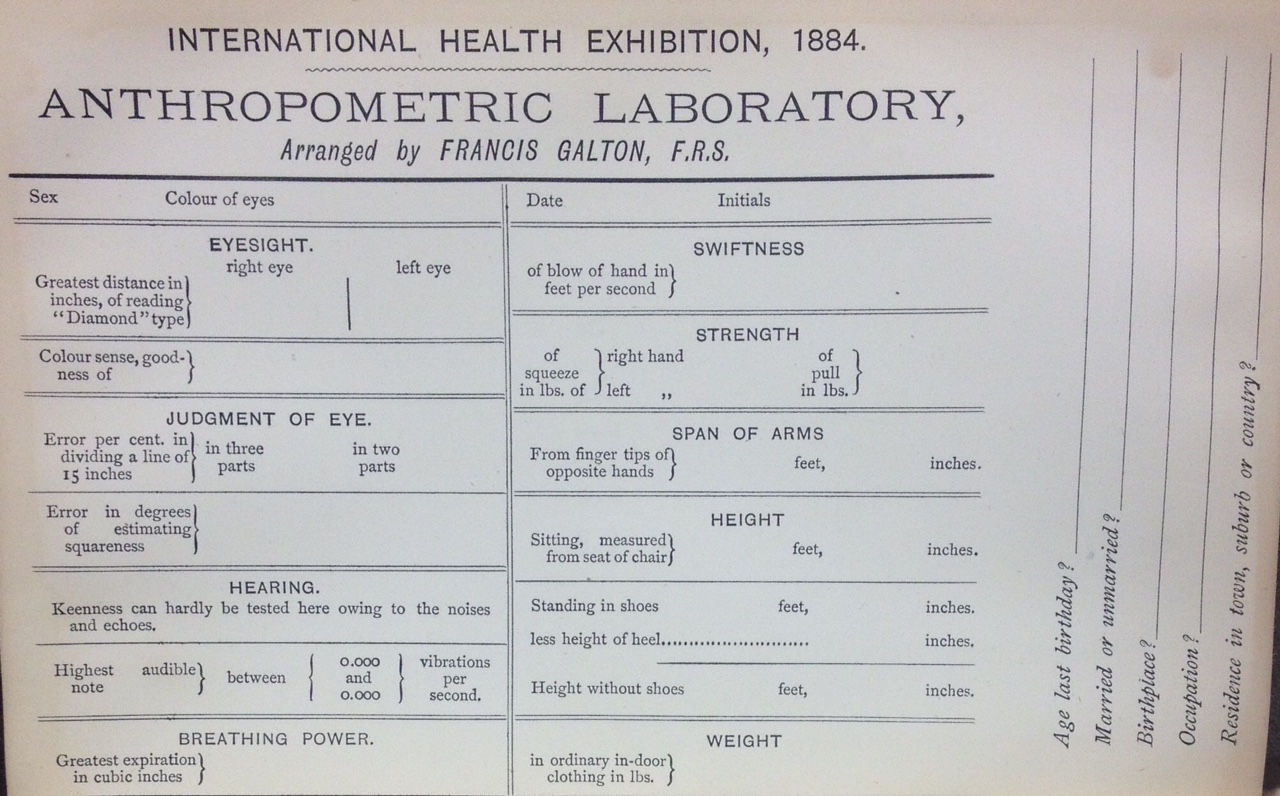 INTERNATIONAL HEALTH EXHIBITION, 1884.
ANTHROPOMETRIC LABORATORY,
Arranged by FRANCIS GALTON, F.R.S.
Sex Colour of eyes
EYESIGHT.
right eye left eye
Greatest distance in
inches, of reading
“Diamond” type
Colour sense, good-
ness of
JUDGMENT OF EYE.
Error per cent. in
dividing a line of
15 inches
in three
parts
in two
parts
Error in degrees
of estimating
squareness
HEARING.
Keenness can hardly be tested here owing to the noises
and echoes.
Highest audible
note
between
0.000
and
0.000
vibrations
per
second.
BREATHING POWER.
Greatest expiration
in cubic inches
Date Initials
SWIFTNESS
of blow of hand in
feet per second
STRENGTH
of
squeeze
in lbs. of
right hand
left „
of
pull
in lbs.
SPAN OF ARMS
From finger tips of
opposite hands
feet, inches.
HEIGHT
Sitting, measured
from seat of chair
feet, inches.
Standing in shoes feet, inches.
less height of heel........................... inches.
Height without shoes feet, inches.
WEIGHT
in ordinary in-door
clothing in lbs.
Age last birthday?
Married or unmarried?
Birthplace?
Occupation?
Residence in town, suburb or country?